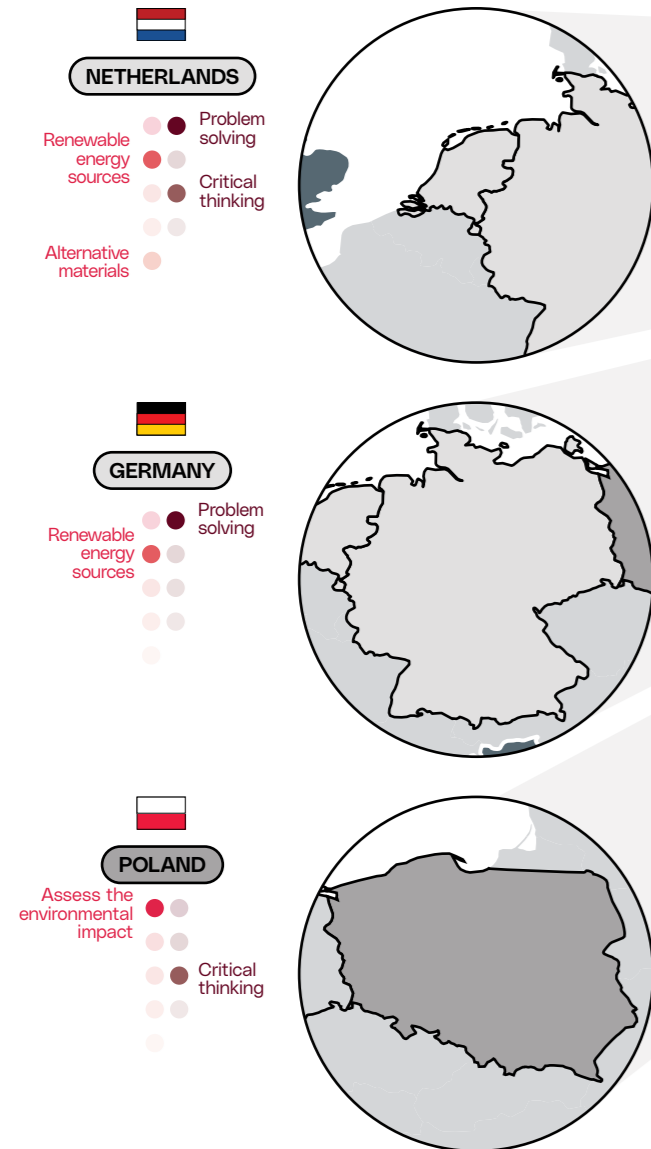 NETHERLANDS
Problem
solving
Renewable
energy
sources
Critical
thinking
Alternative
materials
GERMANY
Problem
solving
Renewable
energy
sources
POLAND
Assess the
environmental
impact
Critical
thinking